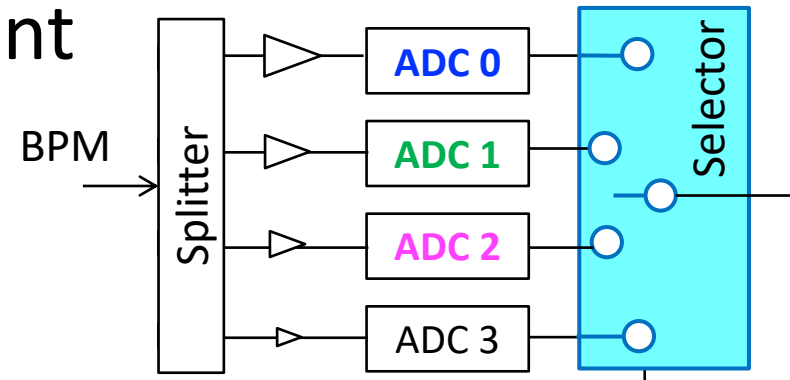 nt
BPM
Splitter
ADC 0
ADC 1
ADC 2
ADC 3
Selector